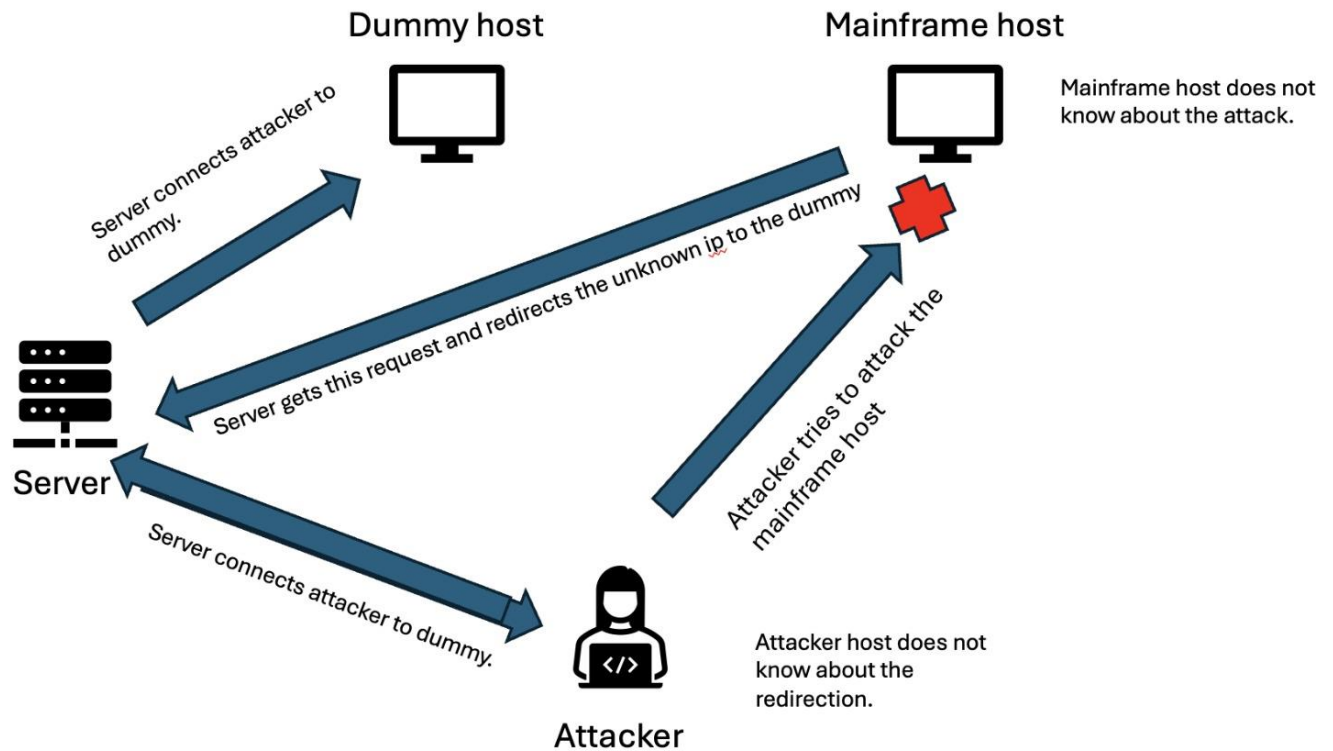 Dummy host
Mainframe host
Mainframe host does not
know about the attack.
Server connects attacker to
dummy.
Server gets this request and redirects the unknown ip to the dummy
Attacker tries to attack the
mainframe host
Server
Server connects attacker to dummy.
</>
Attacker host does not
know about the
redirection.
Attacker